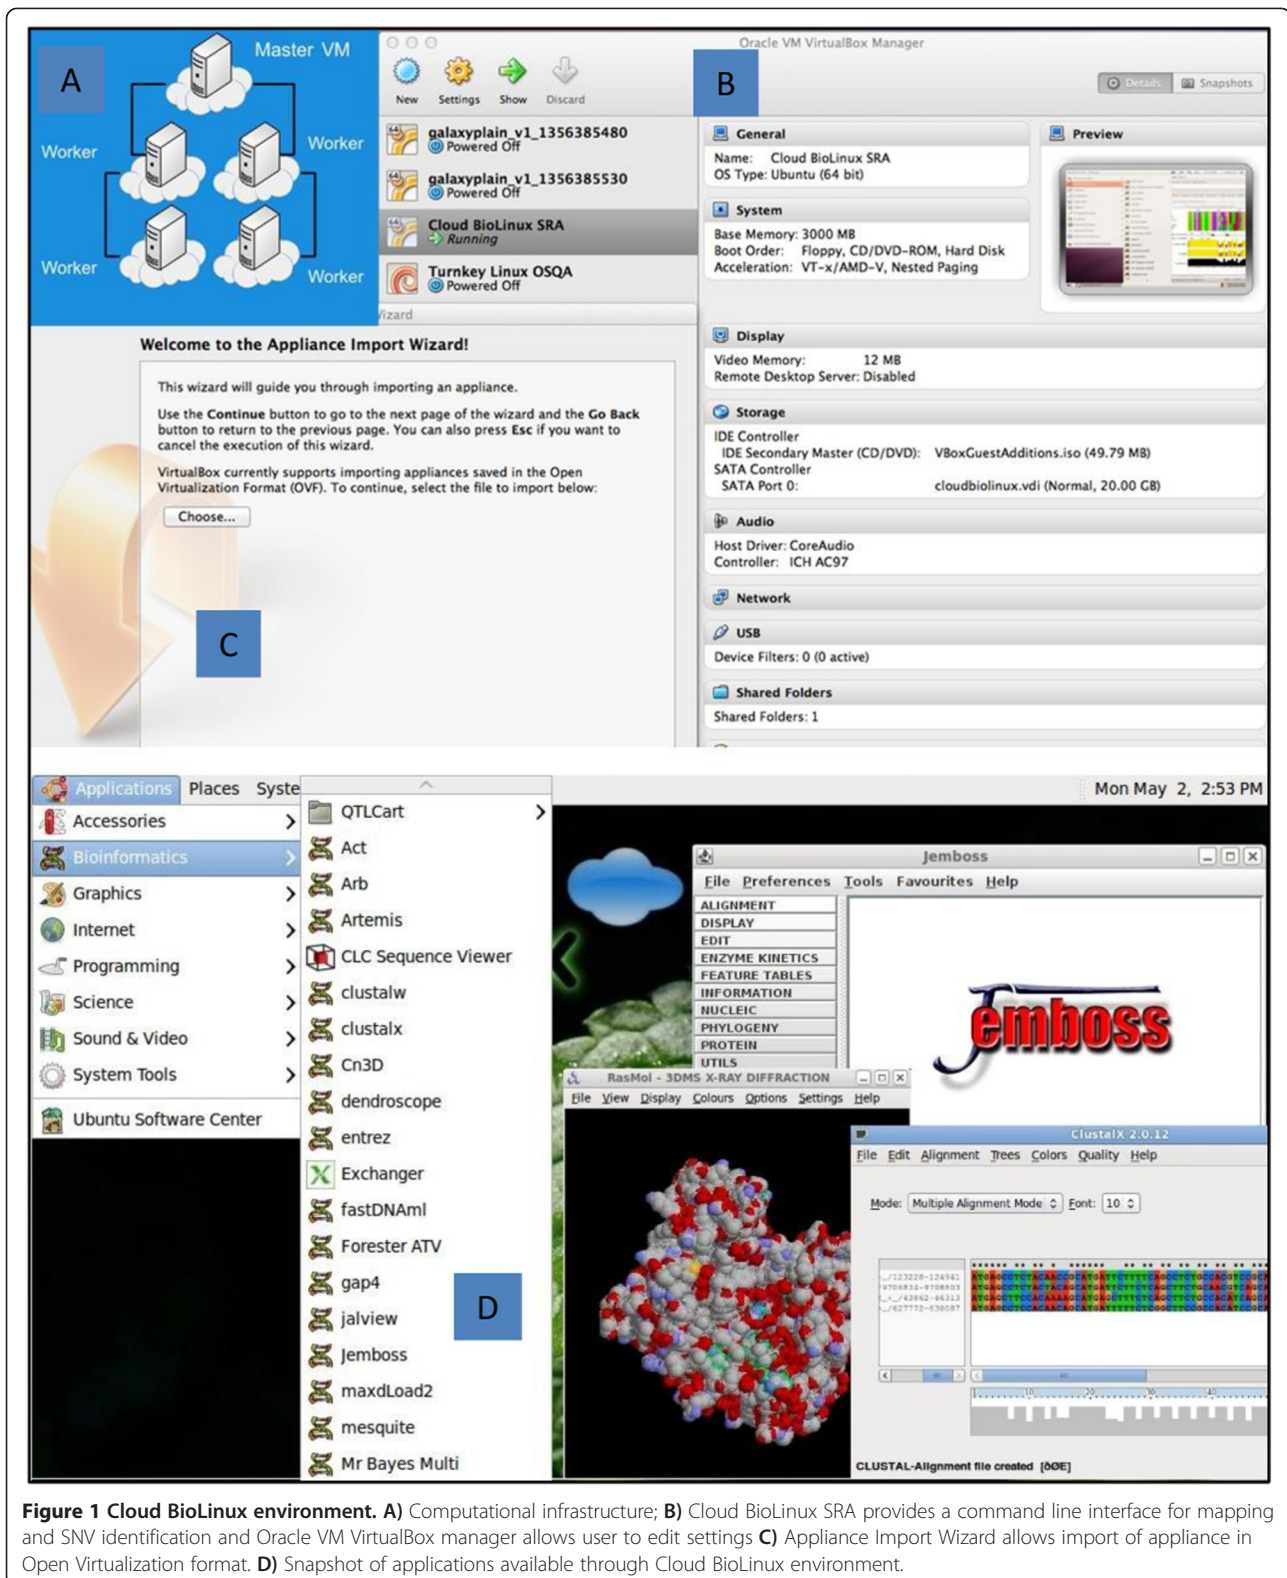 A
Master VM
Worker
Worker
Worker
Worker
Oracle VM VirtualBox Manager
B
New
Settings
Show
Discard
Details
Snapshots
galaxyplain_v1_1356385480
Powered Off
galaxyplain_v1_1356385530
Powered Off
Cloud BioLinux SRA
Running
Turnkey Linux OSQA
Powered Off
General
Name: Cloud BioLinux SRA
OS Type: Ubuntu (64 bit)
System
Base Memory: 3000 MB
Boot Order: Floppy, CD/DVD-ROM, Hard Disk
Acceleration: VT-x/AMD-V, Nested Paging
Preview
Display
Video Memory: 12 MB
Remote Desktop Server: Disabled
Storage
IDE Controller
IDE Secondary Master (CD/DVD): VBoxGuestAdditions.iso (49.79 MB)
SATA Controller
SATA Port 0: cloudbiolinux.vdi (Normal, 20.00 GB)
Audio
Host Driver: CoreAudio
Controller: ICH AC97
Network
USB
Device Filters: 0 (0 active)
Shared Folders
Shared Folders: 1
Welcome to the Appliance Import Wizard!
This wizard will guide you through importing an appliance.
Use the Continue button to go to the next page of the wizard and the Go Back
button to return to the previous page. You can also press Esc if you want to
cancel the execution of this wizard.
VirtualBox currently supports importing appliances saved in the Open
Virtualization Format (OVF). To continue, select the file to import below:
Choose...
C
Applications Places Syste
Mon May 2, 2:53 PM
Accessories
Bioinformatics
Graphics
Internet
Programming
Science
Sound & Video
System Tools
Ubuntu Software Center
QTLCart
Act
Arb
Artemis
CLC Sequence Viewer
clustalw
clustalx
Cn3D
dendroscope
entrez
Exchanger
fastDNAml
Forester ATV
gap4
jalview
Jemboss
maxdLoad2
mesquite
Mr Bayes Multi
D
Jemboss
File Preferences Tools Favourites Help
ALIGNMENT
DISPLAY
EDIT
ENZYME KINETICS
FEATURE TABLES
INFORMATION
NUCLEIC
PHYLOGENY
PROTEIN
UTILS
Jemboss
RasMol - 3DMS X-RAY DIFFRACTION
File View Display Colours Options Settings Help
ClustalX 2.0.12
File Edit Alignment Trees Colors Quality Help
Mode: Multiple Alignment Mode Font: 10
1 10 20 30 40
CLUSTAL-Alignment file created
Figure 1 Cloud BioLinux environment. A) Computational infrastructure; B) Cloud BioLinux SRA provides a command line interface for mapping
and SNV identification and Oracle VM VirtualBox manager allows user to edit settings C) Appliance Import Wizard allows import of appliance in
Open Virtualization format. D) Snapshot of applications available through Cloud BioLinux environment.